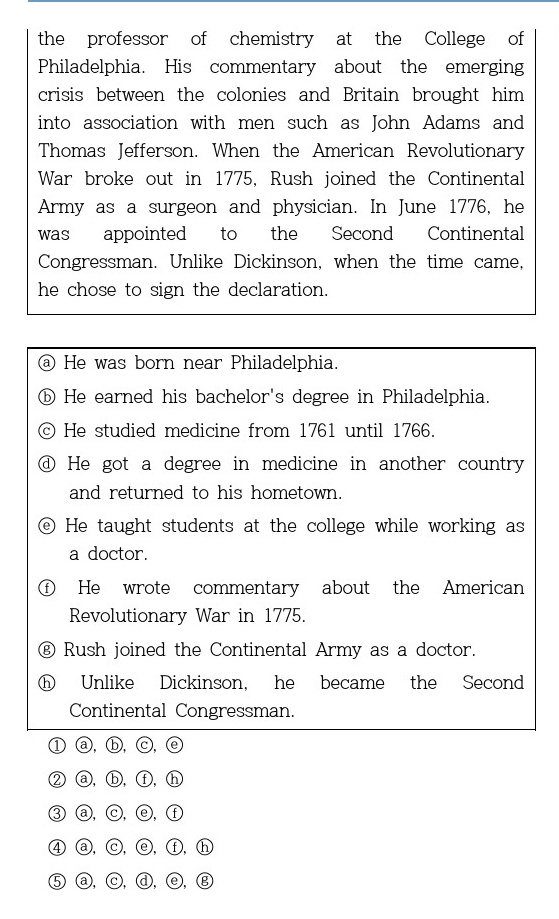 the professor of chemistry at the College of
Philadelphia. His commentary about the emerging
crisis between the colonies and Britain brought him
into association with men such as John Adams and
Thomas Jefferson. When the American Revolutionary
War broke out in 1775, Rush joined the Continental
Army as a surgeon and physician. In June 1776, he
was appointed to the Second Continental
Congressman. Unlike Dickinson, when the time came,
he chose to sign the declaration.
ⓐ He was born near Philadelphia.
ⓑ He earned his bachelor's degree in Philadelphia.
ⓒ He studied medicine from 1761 until 1766.
ⓓ He got a degree in medicine in another country
and returned to his hometown.
ⓔ He taught students at the college while working as
a doctor.
ⓕ He wrote commentary about the American
Revolutionary War in 1775.
ⓖ Rush joined the Continental Army as a doctor.
ⓗ Unlike Dickinson, he became the Second
Continental Congressman.
① ⓐ, ⓑ, ⓒ, ⓔ
② ⓐ, ⓑ, ⓕ, ⓗ
③ ⓐ, ⓒ, ⓔ, ⓕ
④ ⓐ, ⓒ, ⓔ, ⓕ, ⓗ
⑤ ⓐ, ⓒ, ⓓ, ⓔ, ⓖ